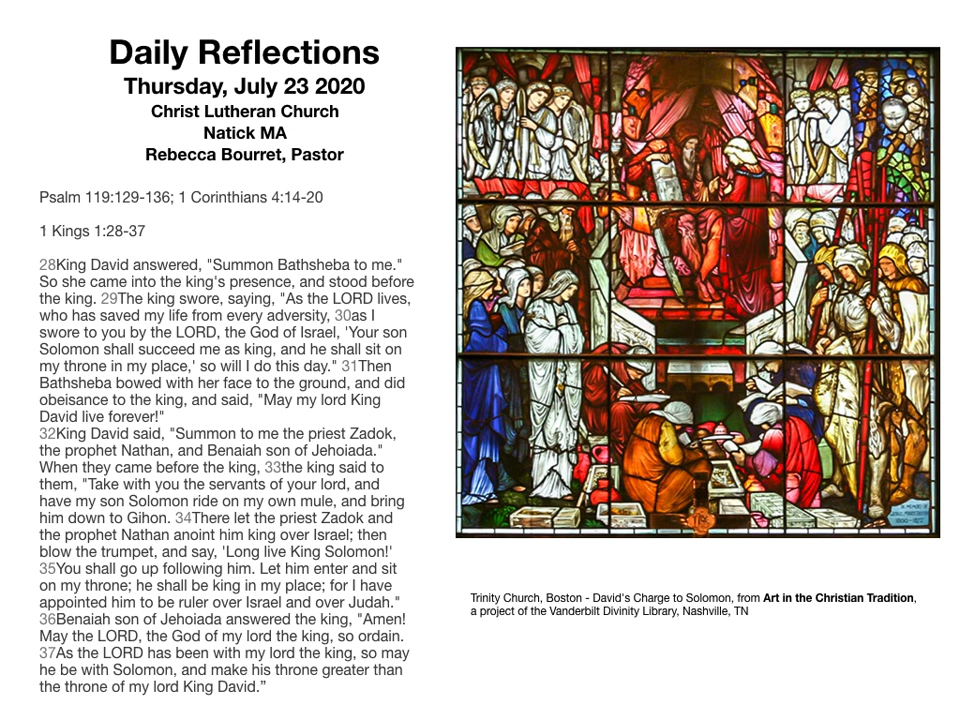 Daily Reflections
Thursday, July 23 2020
Christ Lutheran Church
Natick MA
Rebecca Bourret, Pastor
Psalm 119:129-136; 1 Corinthians 4:14-20
1 Kings 1:28-37
28King David answered, "Summon Bathsheba to me."
So she came into the king's presence, and stood before
the king. 29The king swore, saying, "As the LORD lives,
who has saved my life from every adversity, 30as I
swore to you by the LORD, the God of Israel, 'Your son
Solomon shall succeed me as king, and he shall sit on
my throne in my place,' so will I do this day." 31Then
Bathsheba bowed with her face to the ground, and did
obeisance to the king, and said, "May my lord King
David live forever!"
32King David said, "Summon to me the priest Zadok,
the prophet Nathan, and Benaiah son of Jehoiada."
When they came before the king, 33the king said to
them, "Take with you the servants of your lord, and
have my son Solomon ride on my own mule, and bring
him down to Gihon. 34There let the priest Zadok and
the prophet Nathan anoint him king over Israel; then
blow the trumpet, and say, 'Long live King Solomon!'
35You shall go up following him. Let him enter and sit
on my throne; he shall be king in my place; for I have
appointed him to be ruler over Israel and over Judah."
36Benaiah son of Jehoiada answered the king, "Amen!
May the LORD, the God of my lord the king, so ordain.
37As the LORD has been with my lord the king, so may
he be with Solomon, and make his throne greater than
the throne of my lord King David.”
IN MEMORY OF
Trinity Church, Boston - David's Charge to Solomon, from Art in the Christian Tradition,
a project of the Vanderbilt Divinity Library, Nashville, TN